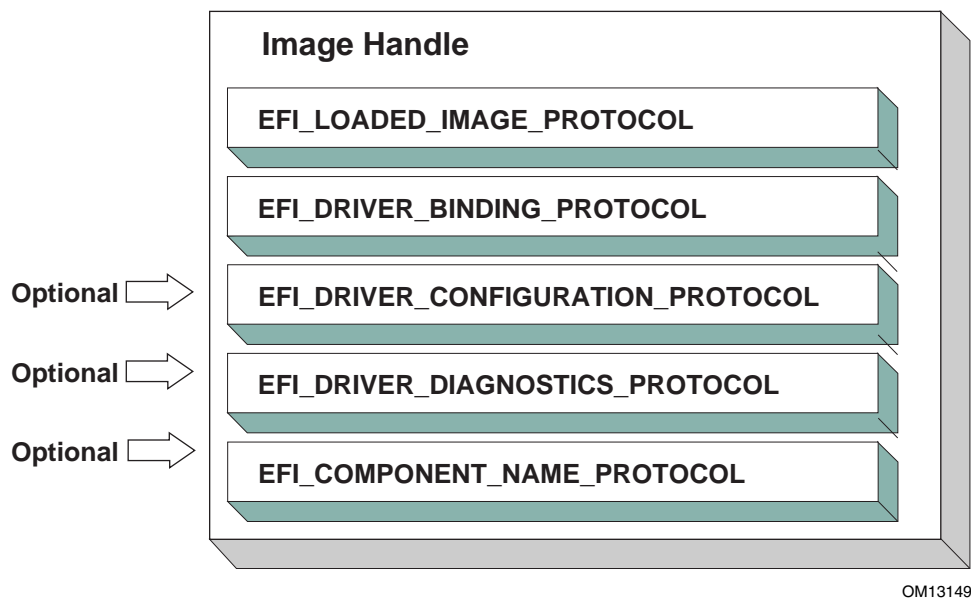 Image Handle
EFI_LOADED_IMAGE_PROTOCOL
EFI_DRIVER_BINDING_PROTOCOL
Optional
EFI_DRIVER_CONFIGURATION_PROTOCOL
Optional
EFI_DRIVER_DIAGNOSTICS_PROTOCOL
Optional
EFI_COMPONENT_NAME_PROTOCOL
OM13149